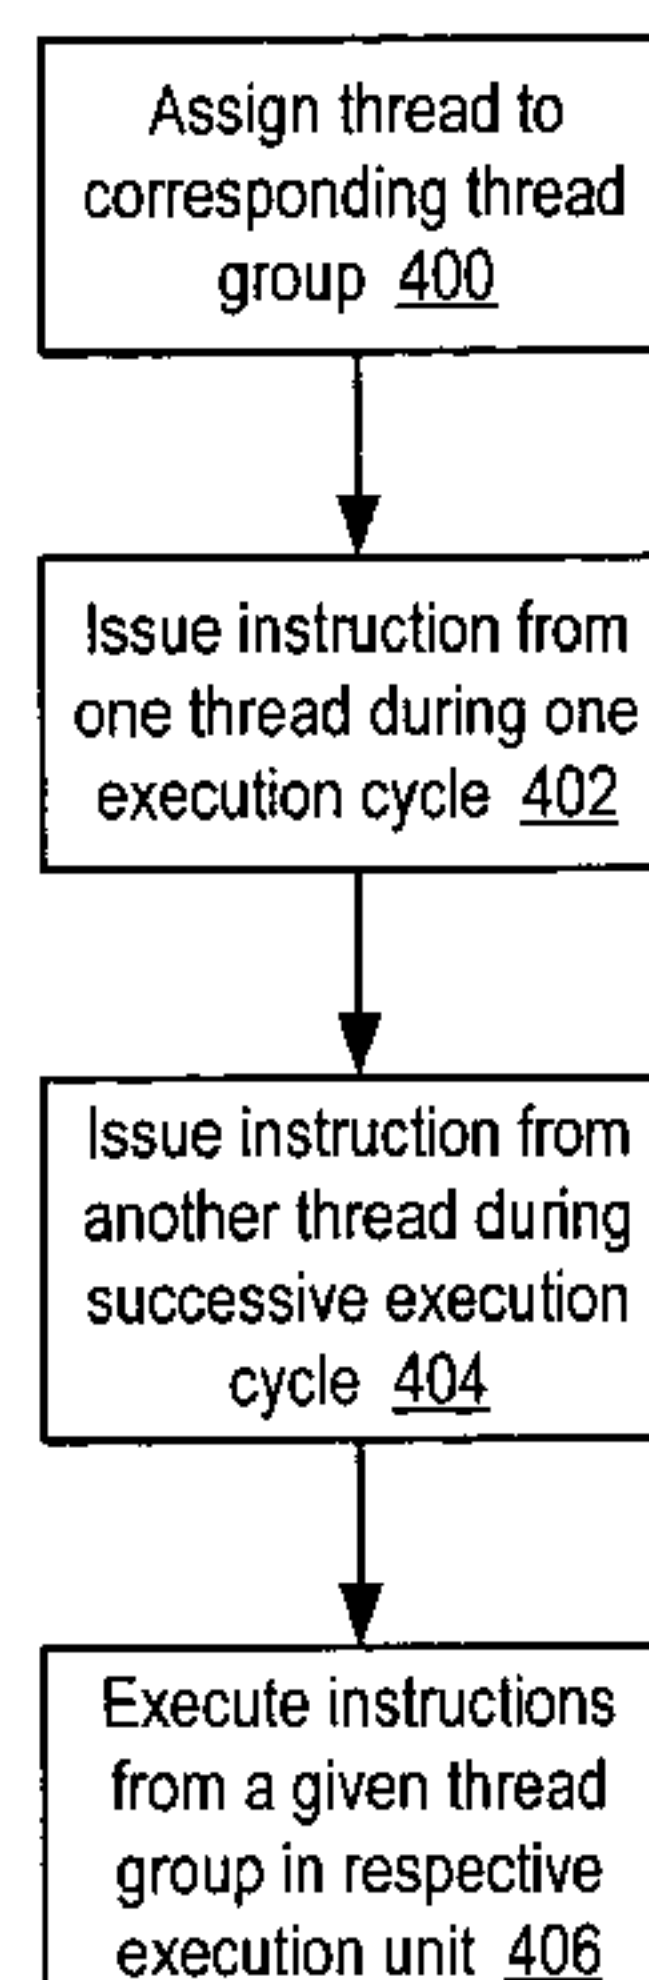 Assign thread to
corresponding thread
group 400
Issue instruction from
one thread during one
execution cycle 402
Issue instruction from
another thread during
successive execution
cycle 404
Execute instructions
from a given thread
group in respective
execution unit 406